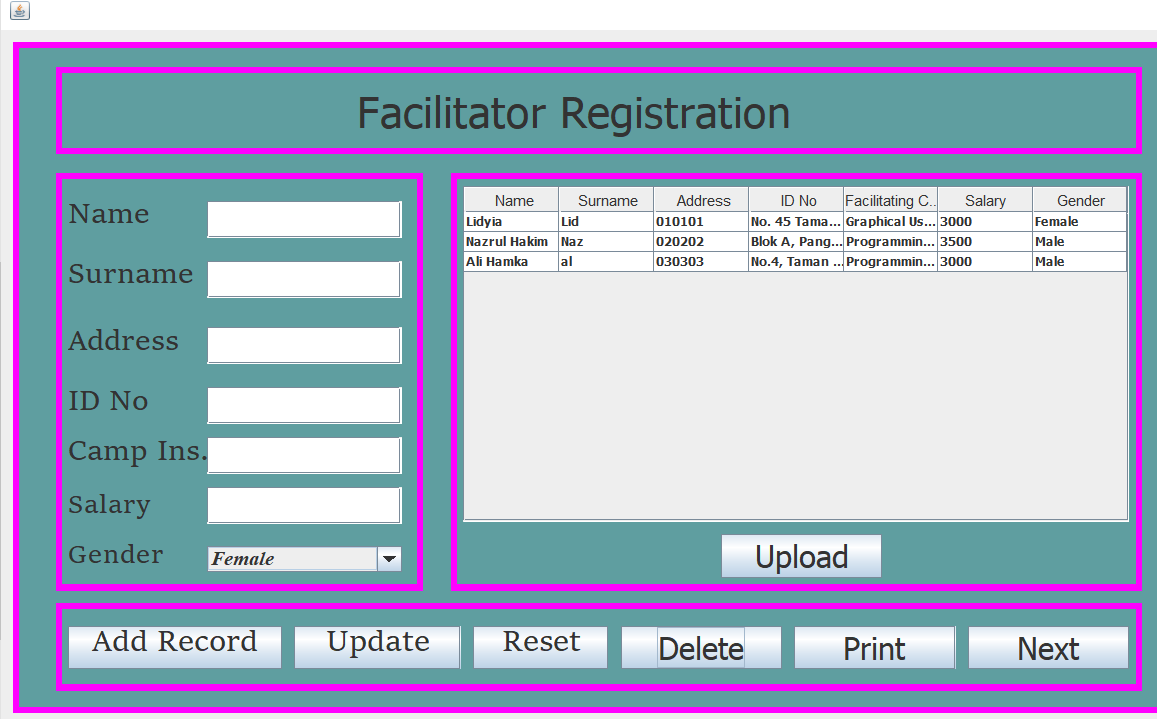 Facilitator Registration
Name
Surname
Address
ID No
Camp Ins.
Salary
Gender Female
Name Surname Address ID No Facilitating C... Salary Gender
Lidyia Lid 010101 No. 45 Tama... Graphical Us... 3000 Female
Nazrul Hakim Naz 020202 Blok A, Pang... Programmin... 3500 Male
Ali Hamka al 030303 No.4, Taman ... Programmin... 3000 Male
Upload
Add Record Update Reset Delete Print Next